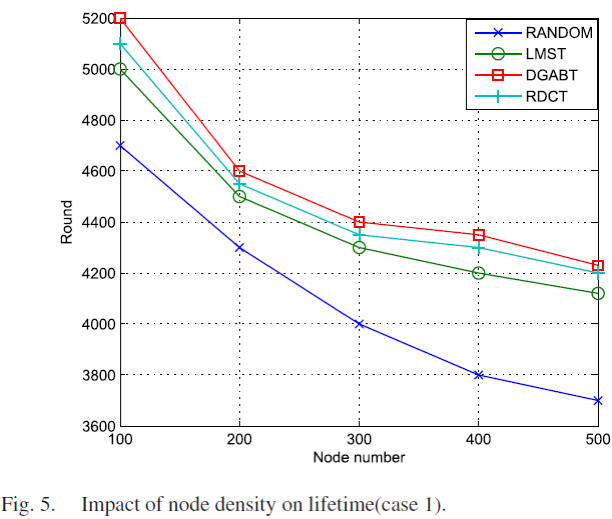 5200
5000
4800
4600
4400
4200
4000
3800
3600
Round
100 200 300 400 500
Node number
RANDOM
LMST
DGABT
RDCT
Fig. 5. Impact of node density on lifetime(case 1).